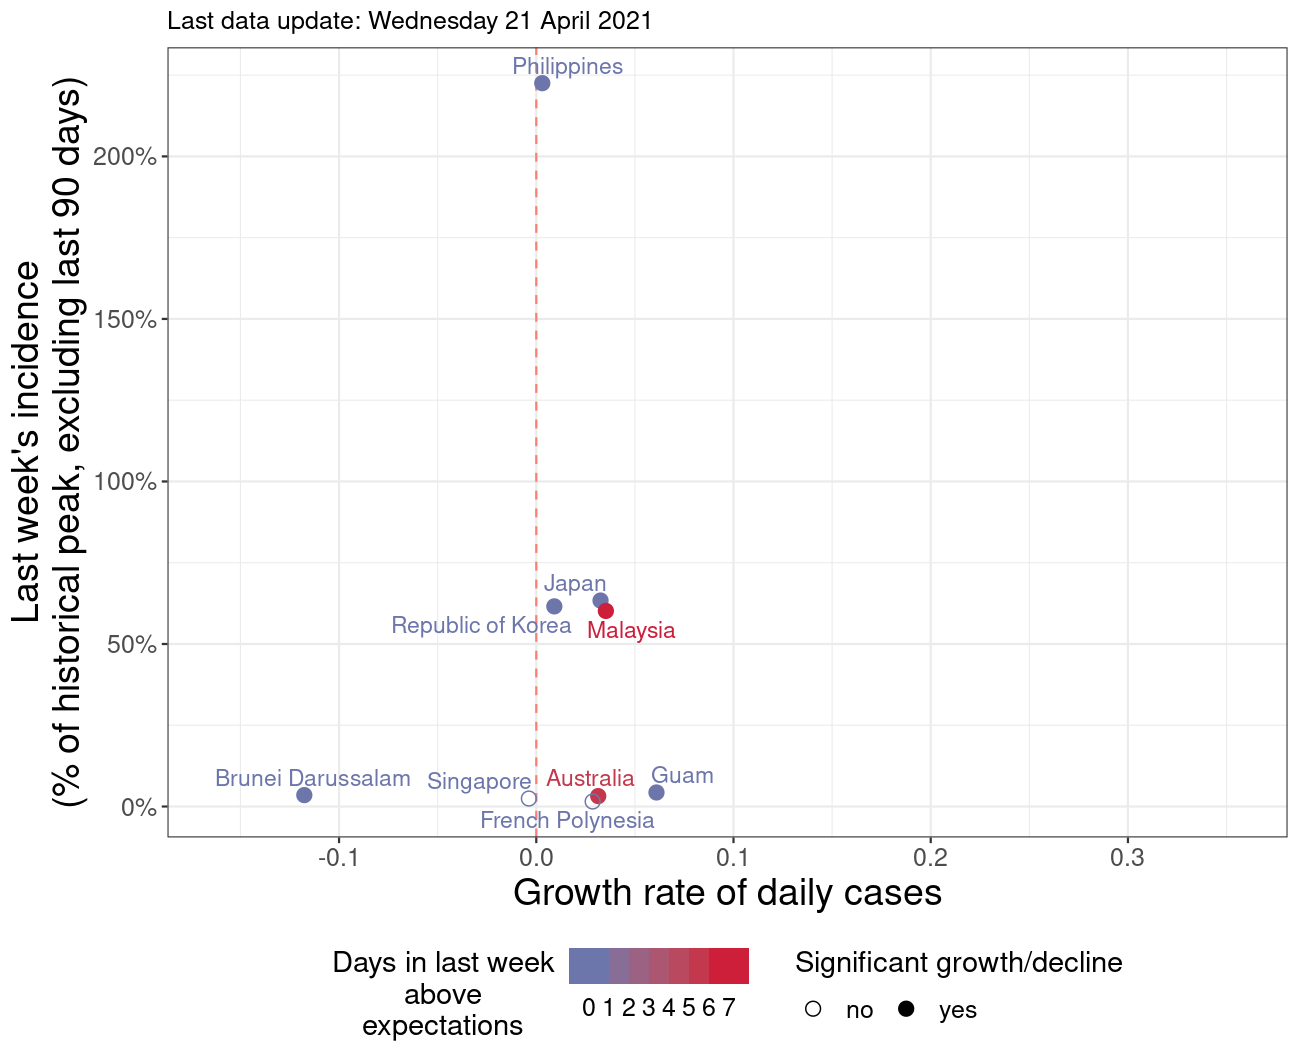 Last data update: Wednesday 21 April 2021
Last week's incidence
(% of historical peak, excluding last 90 days)
200%
150%
100%
50%
0%
Philippines
Japan
Republic of Korea
Malaysia
Brunei Darussalam
Singapore
Australia
Guam
French Polynesia
-0.1
0.0
0.1
0.2
0.3
Growth rate of daily cases
Days in last week
above
expectations
0 1 2 3 4 5 6 7
Significant growth/decline
no
yes